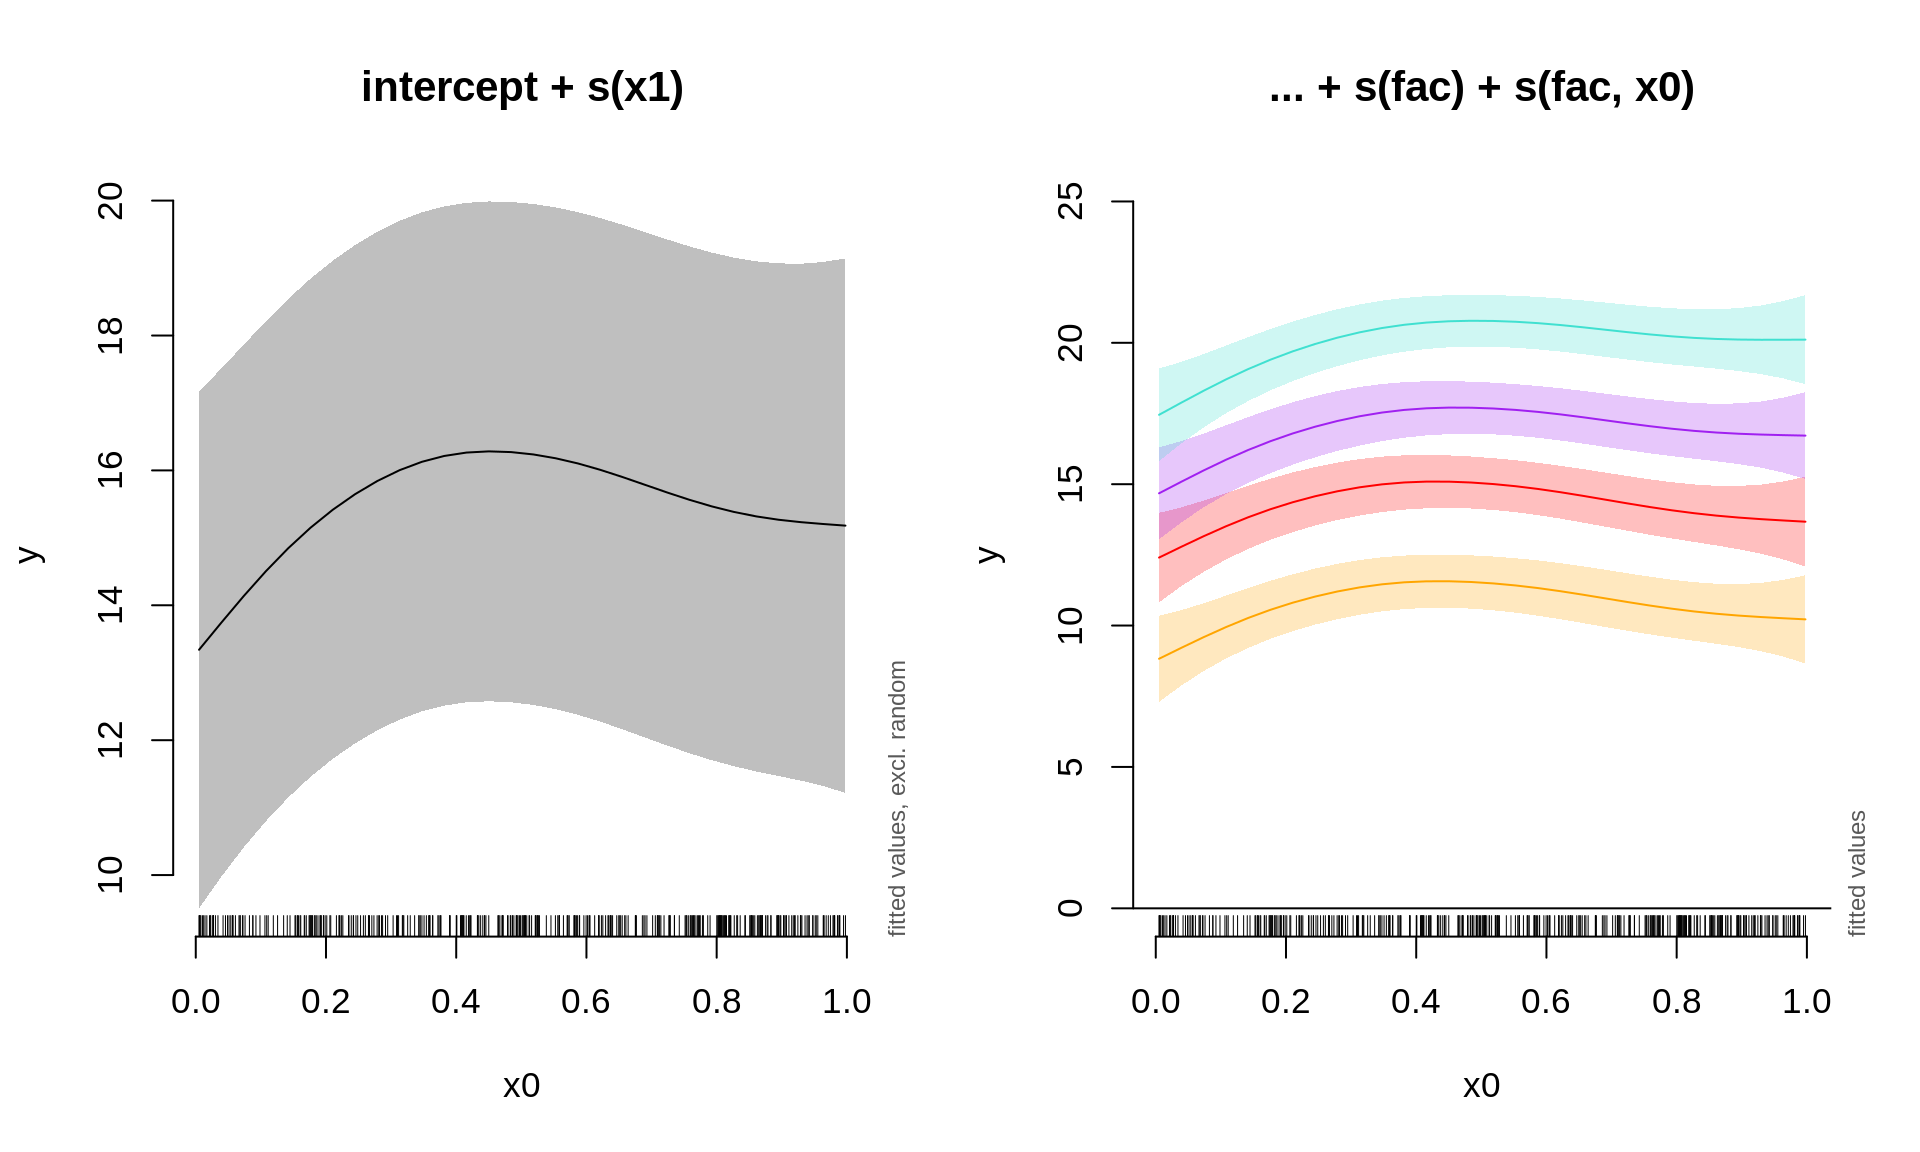 intercept + s(x1)
20
18
16
14
12
10
y
0.0 0.2 0.4 0.6 0.8 1.0
x0
fitted values, excl. random
... + s(fac) + s(fac, x0)
25
20
15
10
5
0
y
0.0 0.2 0.4 0.6 0.8 1.0
x0
fitted values